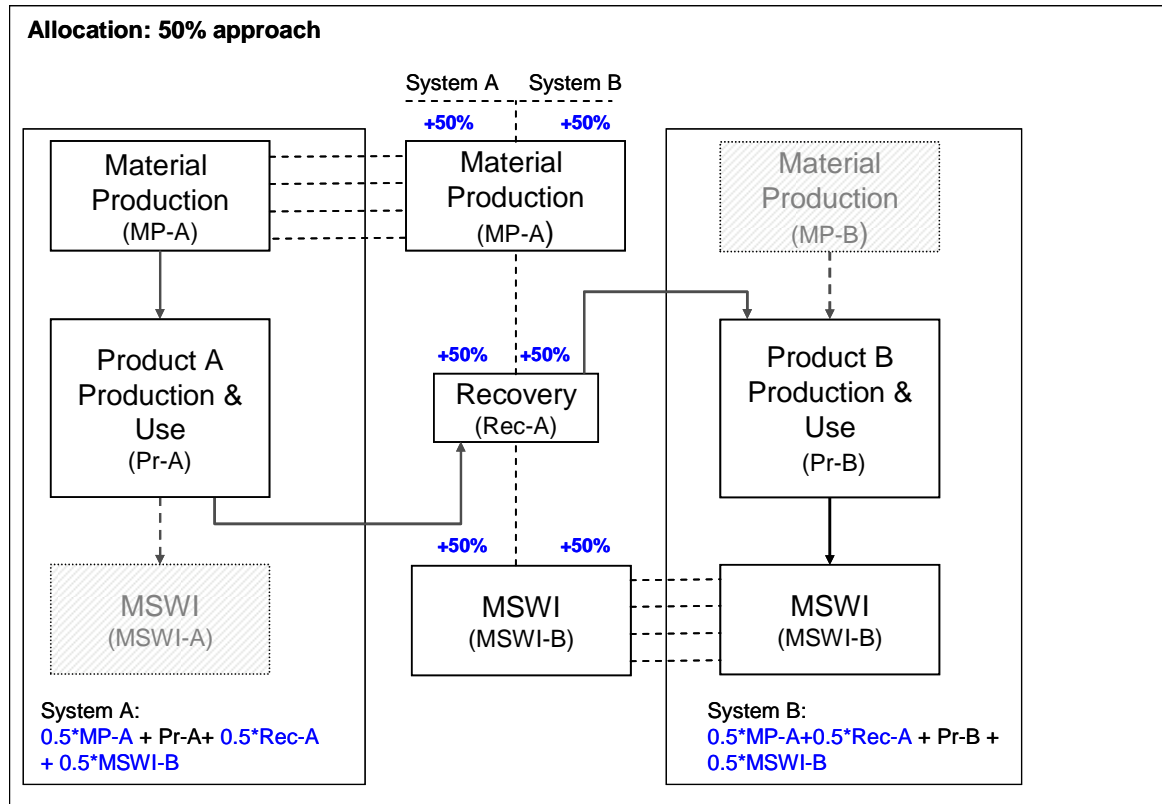 Allocation: 50% approach
System A
System B
+50%
+50%
Material
Production
(MP-A)
Material
Production
(MP-A)
Material
Production
(MP-B)
Product A
Production &
Use
(Pr-A)
+50%
+50%
Recovery
(Rec-A)
Product B
Production &
Use
(Pr-B)
+50%
+50%
MSWI
(MSWI-A)
MSWI
(MSWI-B)
MSWI
(MSWI-B)
System A:
0.5*MP-A + Pr-A+ 0.5*Rec-A
+ 0.5*MSWI-B
System B:
0.5*MP-A+0.5*Rec-A + Pr-B +
0.5*MSWI-B